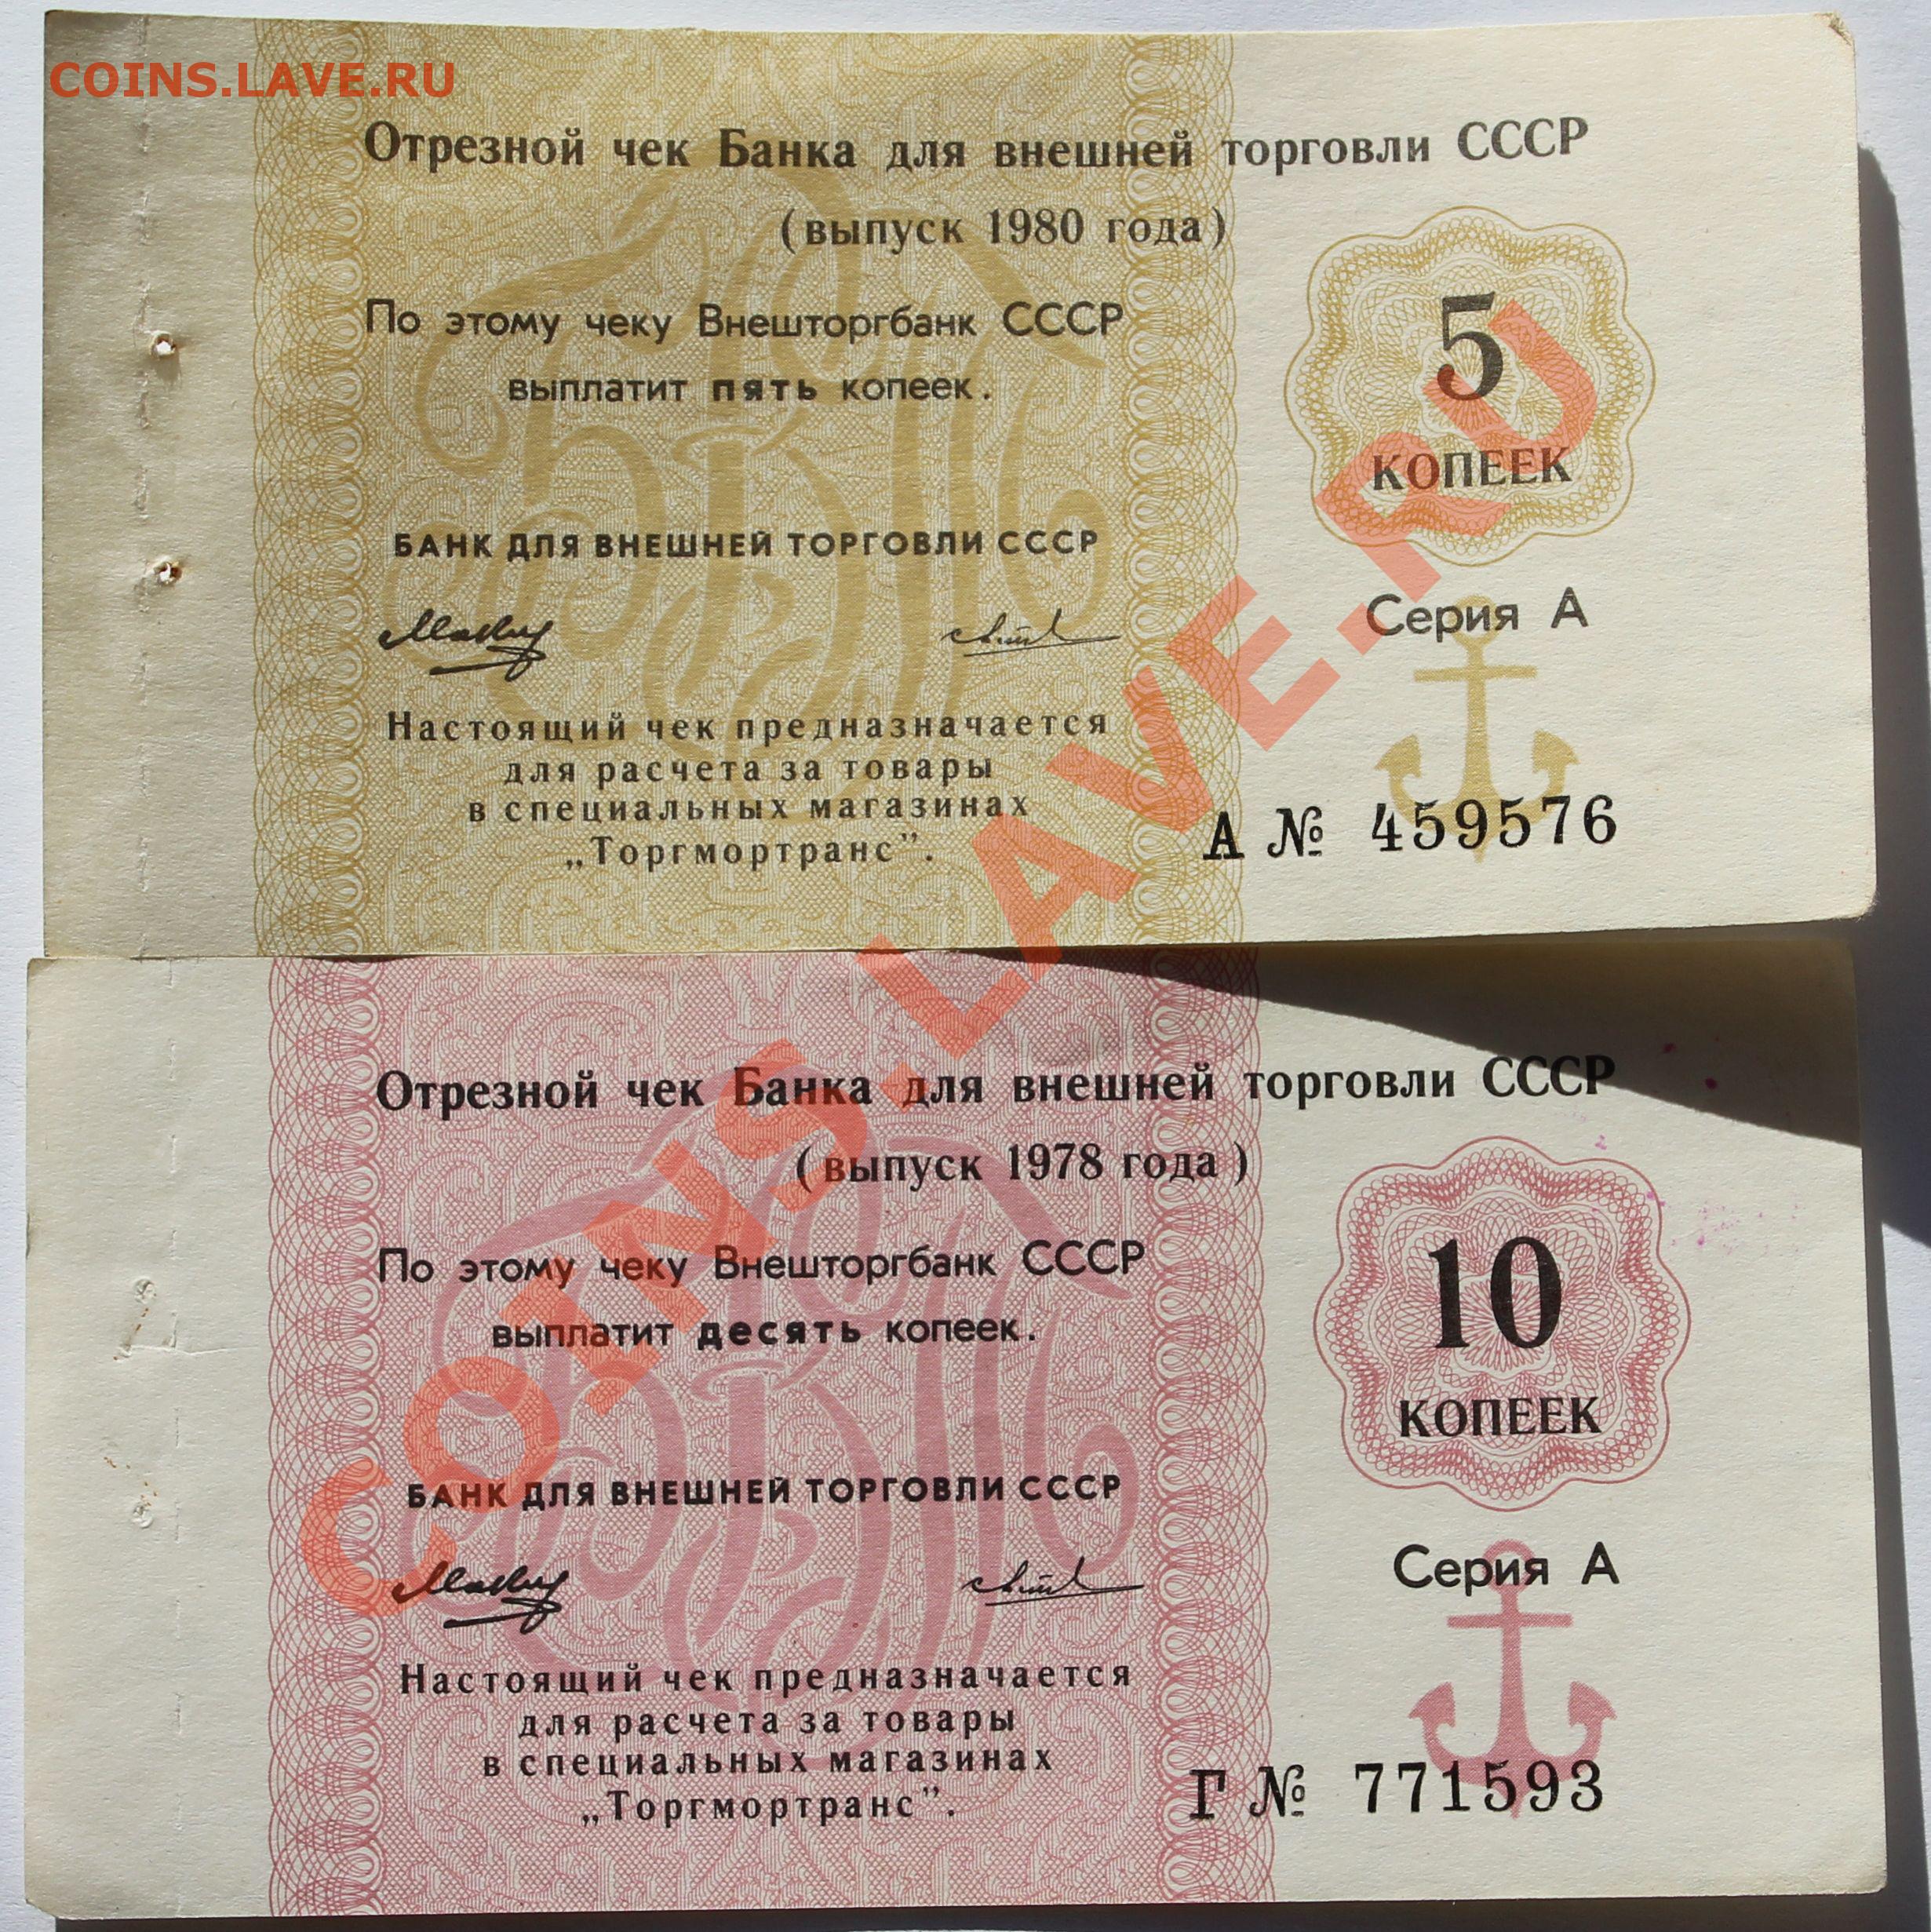 COINS.LAVE.RU
Отрезной чек Банка для внешней торговли СССР
(выпуск 1980 года)
По этому чеку Внешторгбанк СССР
выплатит пять копеек.
5
КОПЕЕК
БАНК ДЛЯ ВНЕШНЕЙ ТОРГОВЛИ СССР
Серия А
Настоящий чек предназначается
для расчета за товары
в специальных магазинах
„Торгмортранс".
А № 459576
COINS.LAVE.RU
Отрезной чек Банка для внешней торговли СССР
(выпуск 1978 года)
По этому чеку Внешторгбанк СССР
выплатит десять копеек.
10
КОПЕЕК
БАНК ДЛЯ ВНЕШНЕЙ ТОРГОВЛИ СССР
Серия А
Настоящий чек предназначается
для расчета за товары
в специальных магазинах
„Торгмортранс".
Г № 771593